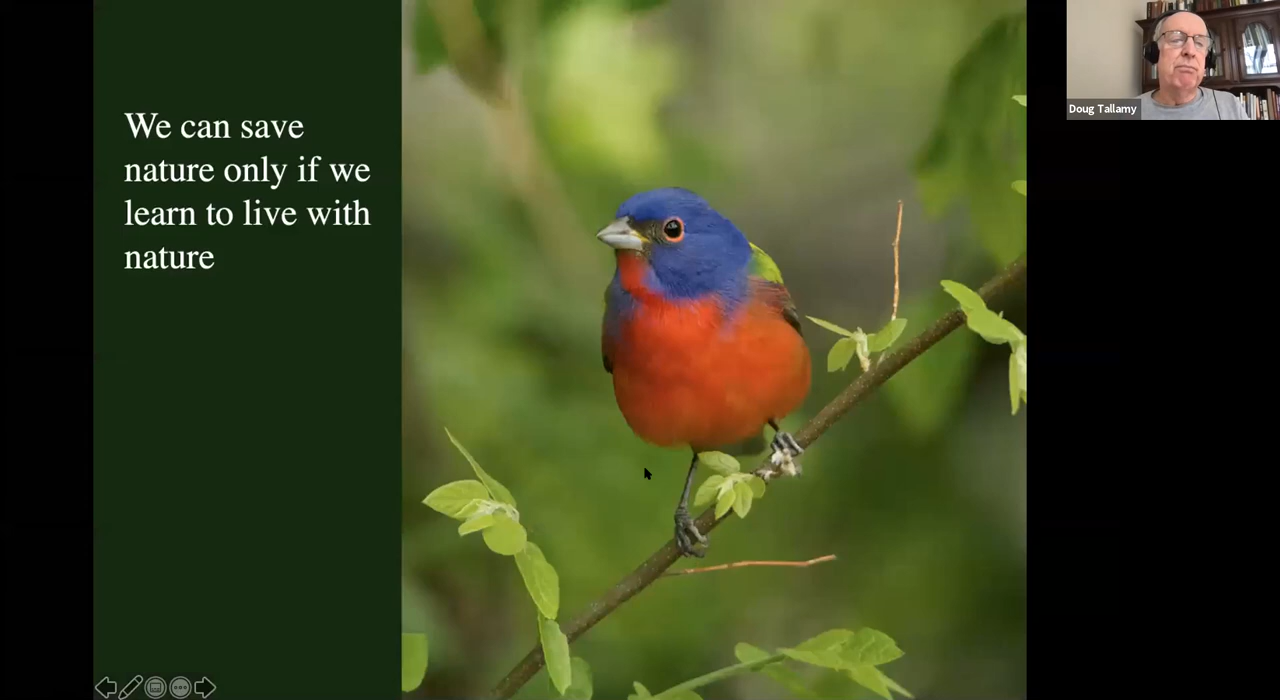 We can save
nature only if we
learn to live with
nature
Doug Tallamy